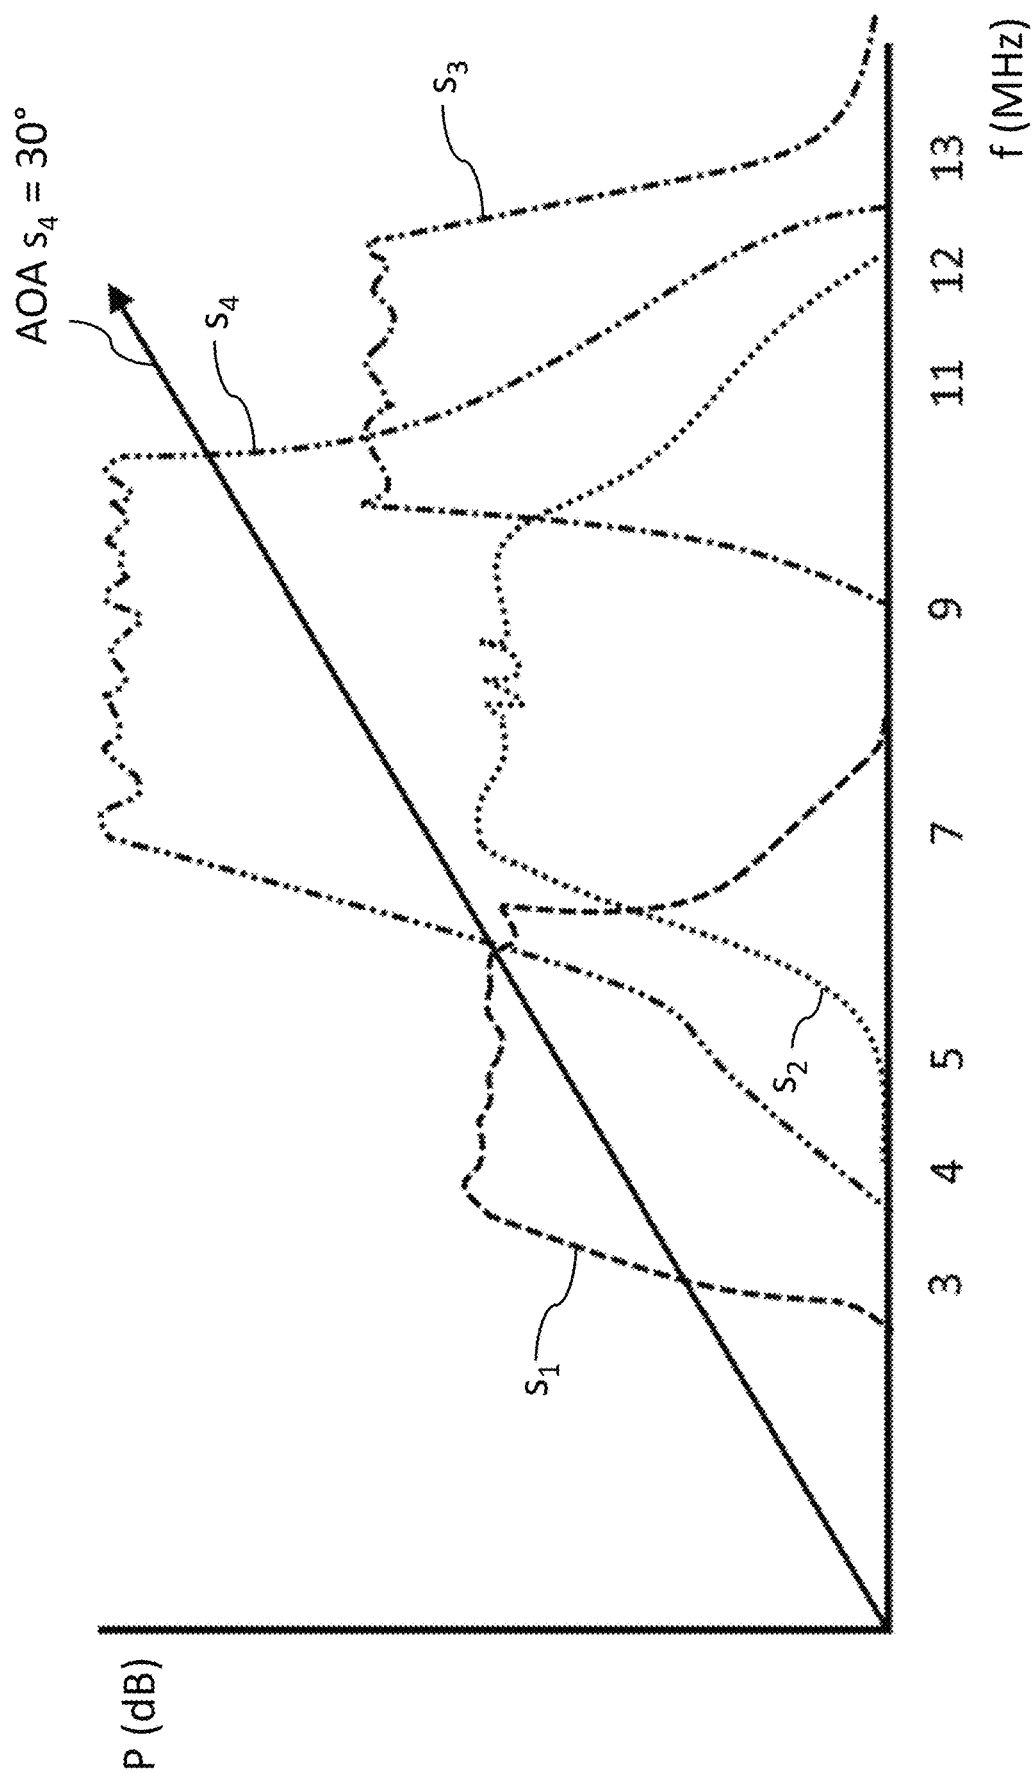 P (dB)
AOA s₄ = 30°
s₄
s₃
s₁
s₂
3 4 5 7 9 11 12 13
f (MHz)